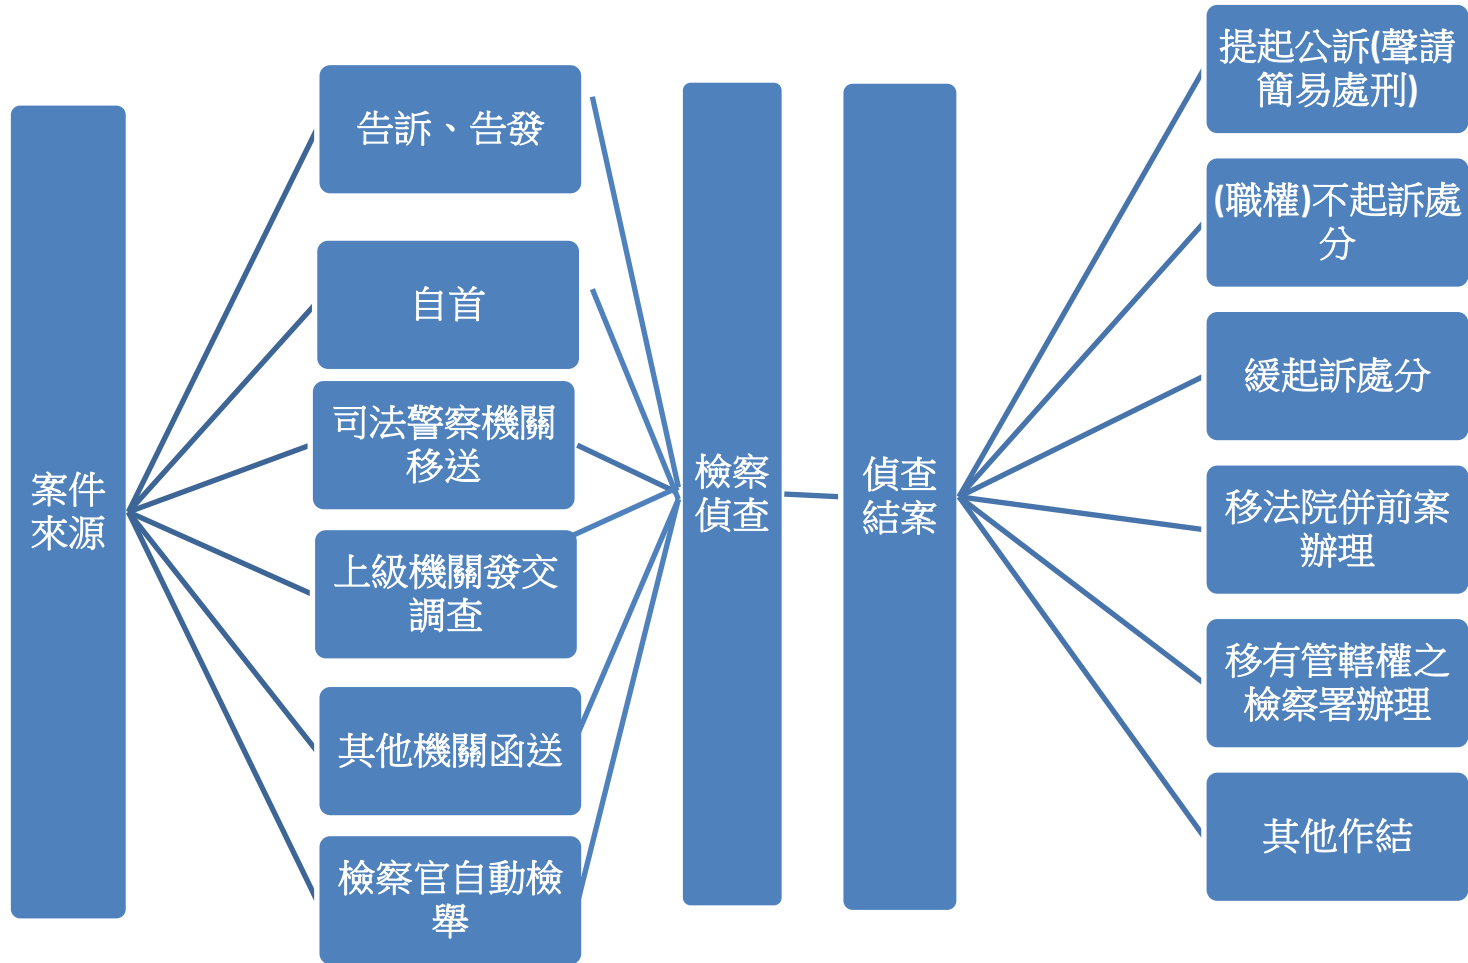 案件
來源
告訴、告發
自首
司法警察機關
移送
上級機關發交
調查
其他機關函送
檢察官自動檢
舉
檢察
偵查
偵查
結案
提起公訴(聲請
簡易處刑)
(職權)不起訴處
分
緩起訴處分
移法院併前案
辦理
移有管轄權之
檢察署辦理
其他作結